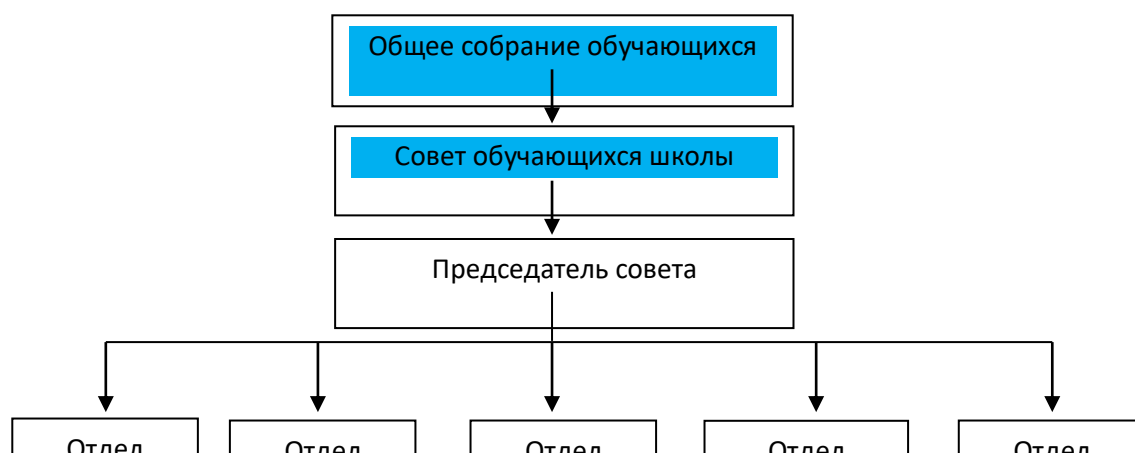 Общее собрание обучающихся
Совет обучающихся школы
Председатель совета
Отдел Отдел Отдел Отдел Отдел